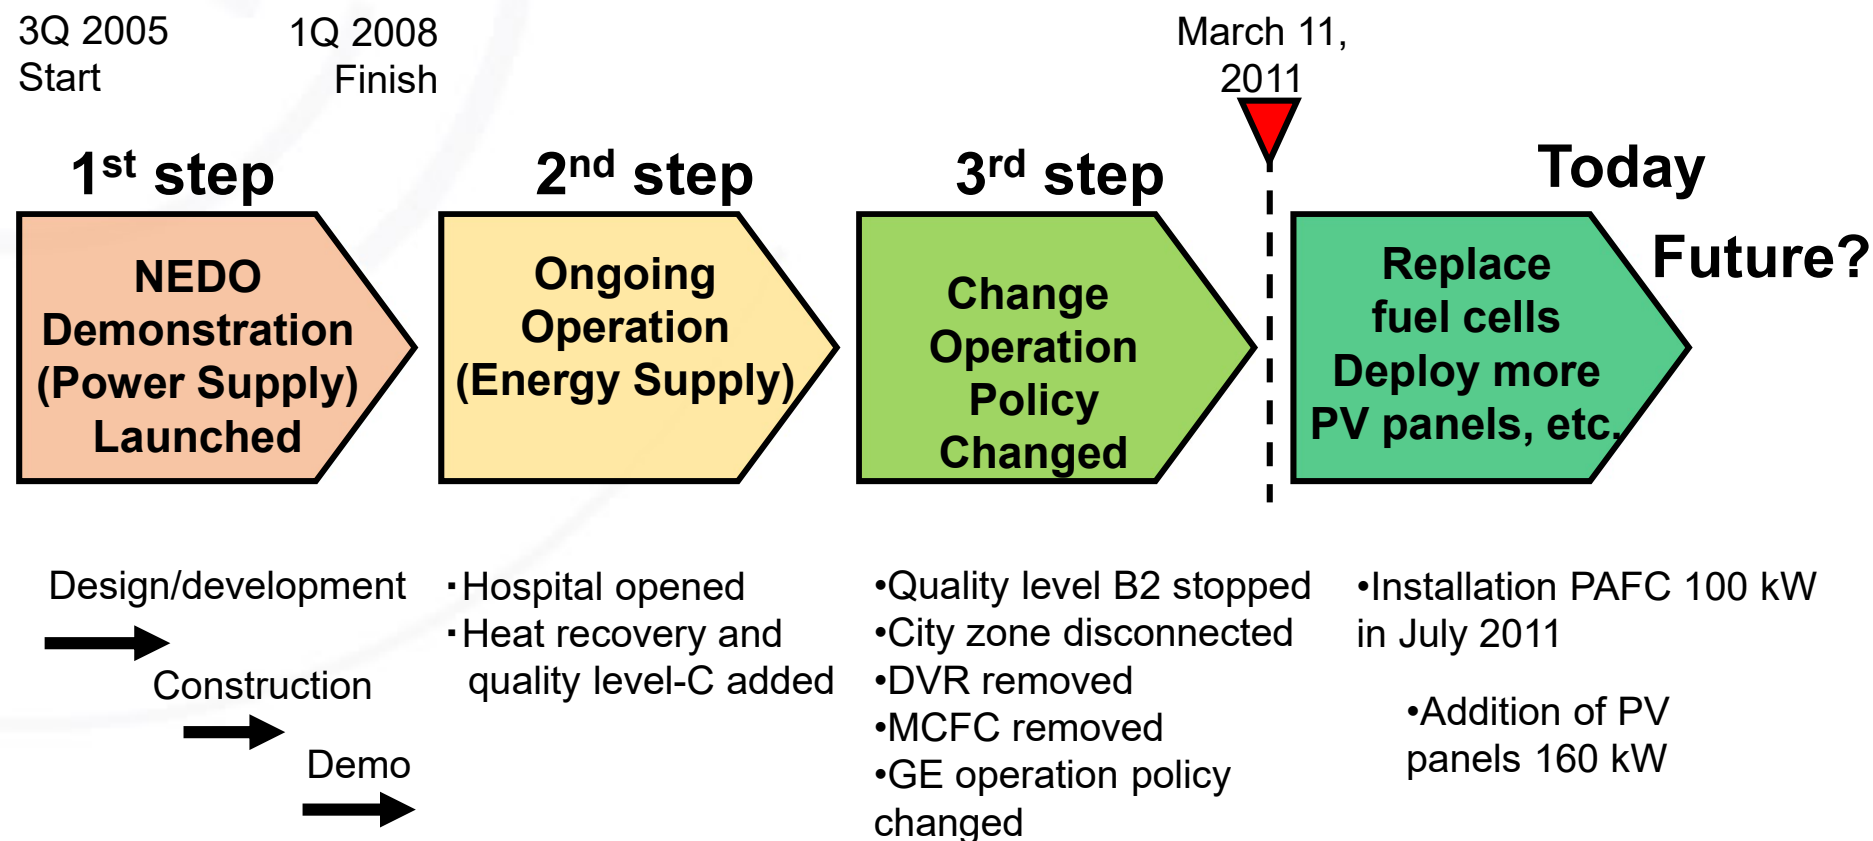 3Q 2005
Start
1Q 2008
Finish
March 11,
2011
1st step
2nd step
3rd step
Today
Future?
NEDO
Demonstration
(Power Supply)
Launched
Ongoing
Operation
(Energy Supply)
Change
Operation
Policy
Changed
Replace
fuel cells
Deploy more
PV panels, etc.
Design/development
Construction
Demo
・Hospital opened
・Heat recovery and
quality level-C added
•Quality level B2 stopped
•City zone disconnected
•DVR removed
•MCFC removed
•GE operation policy
changed
•Installation PAFC 100 kW
in July 2011
•Addition of PV
panels 160 kW